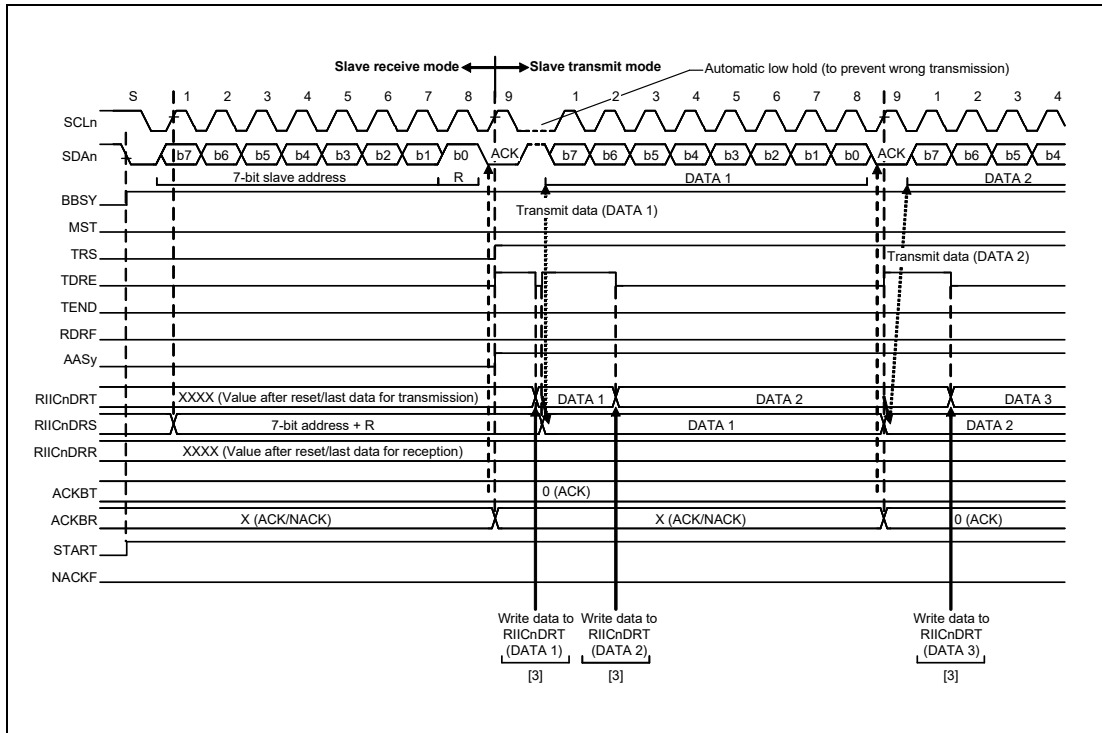 Slave receive mode Slave transmit mode
Automatic low hold (to prevent wrong transmission)
S 1 2 3 4 5 6 7 8 9 1 2 3 4 5 6 7 8 9 1 2 3 4
SCLn
SDAn b7 b6 b5 b4 b3 b2 b1 b0 ACK b7 b6 b5 b4 b3 b2 b1 b0 ACK b7 b6 b5 b4
7-bit slave address R DATA 1 DATA 2
BBSY
Transmit data (DATA 1)
MST
TRS
Transmit data (DATA 2)
TDRE
TEND
RDRF
AASy
RIICnDRT XXXX (Value after reset/last data for transmission) DATA 1 DATA 2 DATA 3
RIICnDRS 7-bit address + R DATA 1 DATA 2
RIICnDRR XXXX (Value after reset/last data for reception)
ACKBT 0 (ACK)
ACKBR X (ACK/NACK) X (ACK/NACK) 0 (ACK)
START
NACKF
Write data to Write data to Write data to
RIICnDRT RIICnDRT RIICnDRT
(DATA 1) (DATA 2) (DATA 3)
[3] [3] [3]